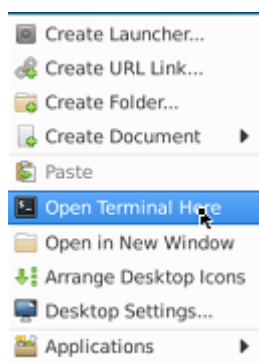 Create Launcher...
Create URL Link...
Create Folder...
Create Document
Paste
Open Terminal Here
Open in New Window
Arrange Desktop Icons
Desktop Settings...
Applications